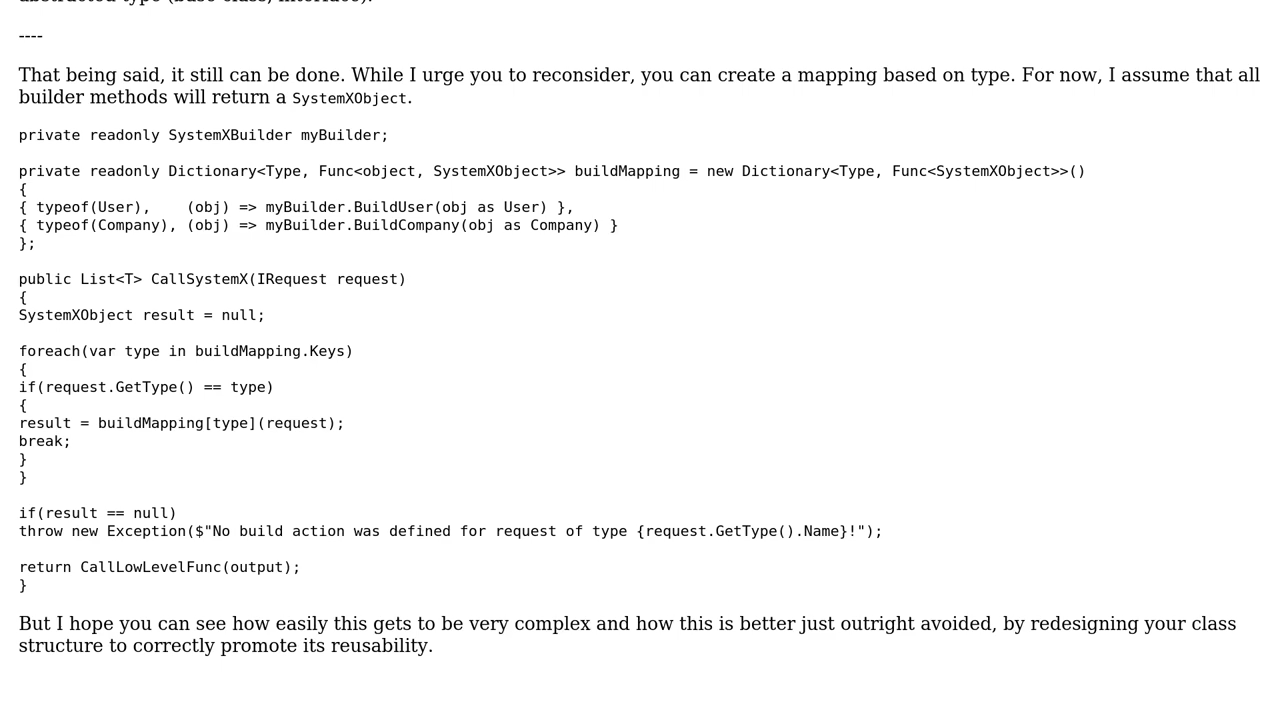 abstracted type (base class, interface).
----
That being said, it still can be done. While I urge you to reconsider, you can create a mapping based on type. For now, I assume that all
builder methods will return a SystemXObject.
private readonly SystemXBuilder myBuilder;
private readonly Dictionary<Type, Func<object, SystemXObject>> buildMapping = new Dictionary<Type, Func<SystemXObject>>()
{
{ typeof(User),    (obj) => myBuilder.BuildUser(obj as User) },
{ typeof(Company), (obj) => myBuilder.BuildCompany(obj as Company) }
};
public List<T> CallSystemX(IRequest request)
{
SystemXObject result = null;
foreach(var type in buildMapping.Keys)
{
if(request.GetType() == type)
{
result = buildMapping[type](request);
break;
}
}
if(result == null)
throw new Exception($"No build action was defined for request of type {request.GetType().Name}!");
return CallLowLevelFunc(output);
}
But I hope you can see how easily this gets to be very complex and how this is better just outright avoided, by redesigning your class
structure to correctly promote its reusability.